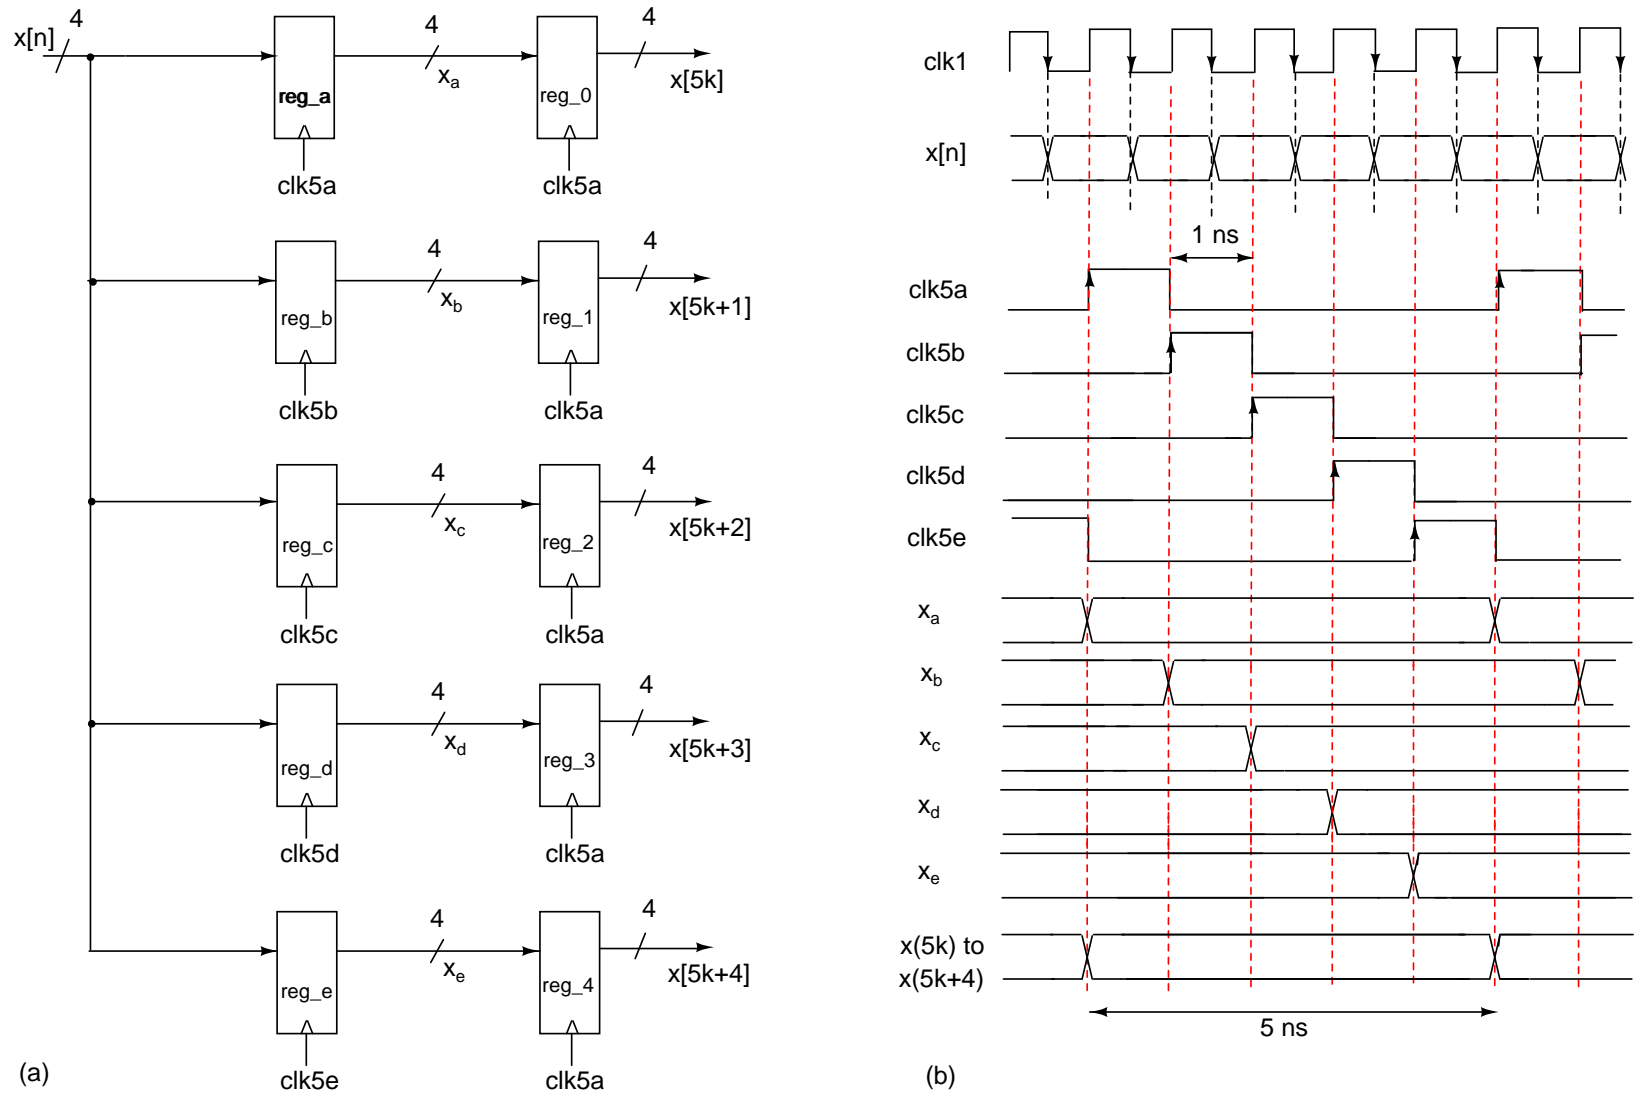 x[n] 4
reg_a
clk5a
4
xa
reg_0
clk5a
4
x[5k]
reg_b
clk5b
4
xb
reg_1
clk5a
4
x[5k+1]
reg_c
clk5c
4
xc
reg_2
clk5a
4
x[5k+2]
reg_d
clk5d
4
xd
reg_3
clk5a
4
x[5k+3]
reg_e
clk5e
4
xe
reg_4
clk5a
4
x[5k+4]
(a)
clk1
x[n]
1 ns
clk5a
clk5b
clk5c
clk5d
clk5e
xa
xb
xc
xd
xe
x(5k) to
x(5k+4)
5 ns
(b)